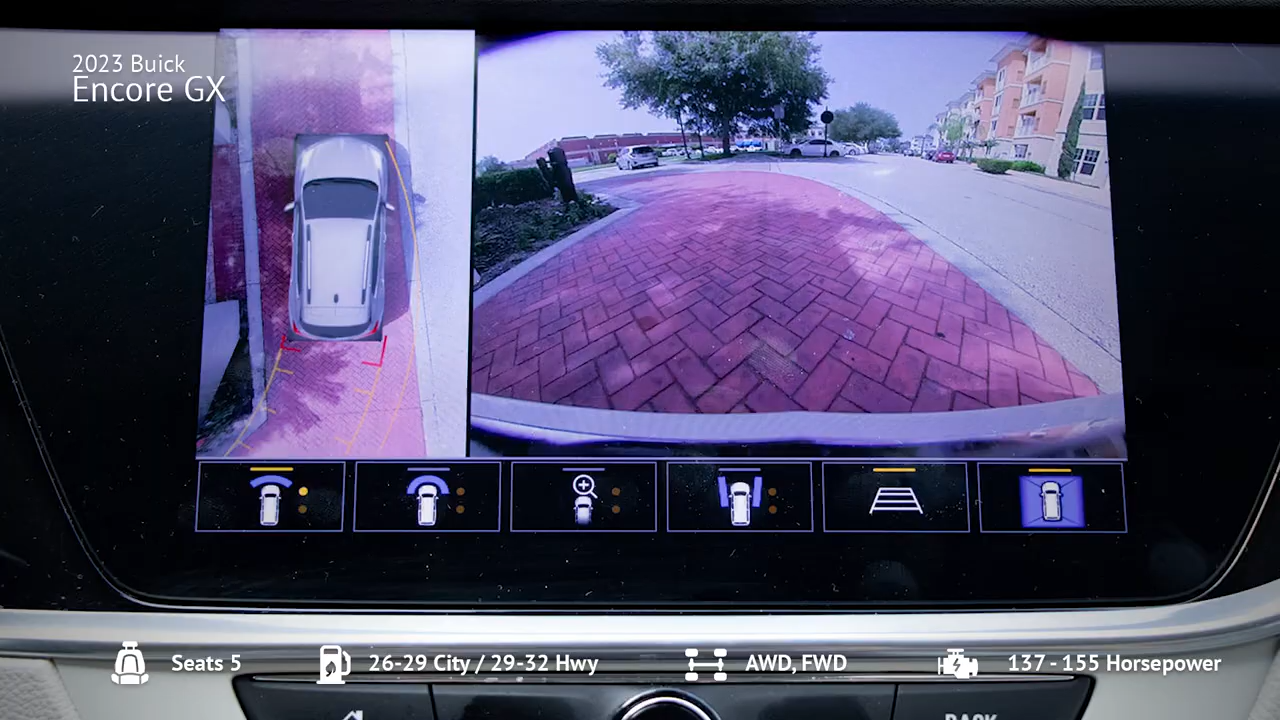 2023 Buick
Encore GX
Seats 5
26-29 City / 29-32 Hwy
AWD, FWD
137 - 155 Horsepower
BACK